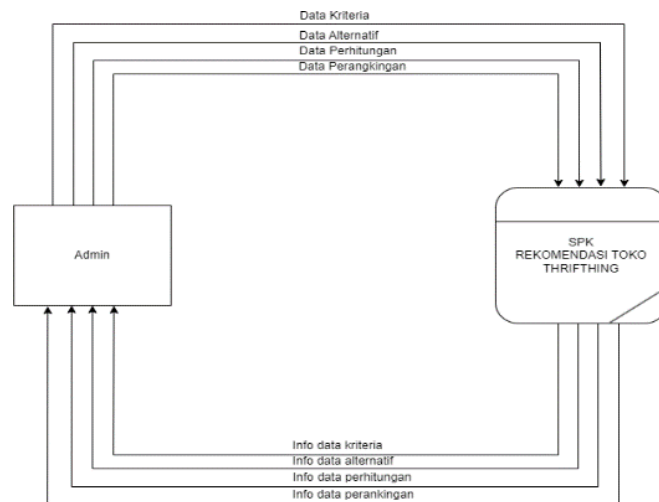 Data Kriteria
Data Alternatif
Data Perhitungan
Data Perangkingan
Admin
SPK
REKOMENDASI TOKO
THRIFTHING
Info data kriteria
Info data alternatif
Info data perhitungan
Info data perankingan